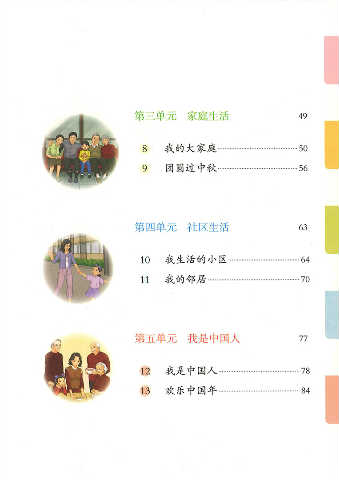 第三单元 家庭生活 49
8 我的大家庭 50
9 团圆过中秋 56
第四单元 社区生活 63
10 我生活的小区 64
11 我的邻居 70
第五单元 我是中国人 77
12 我是中国人 78
13 欢乐中国年 84